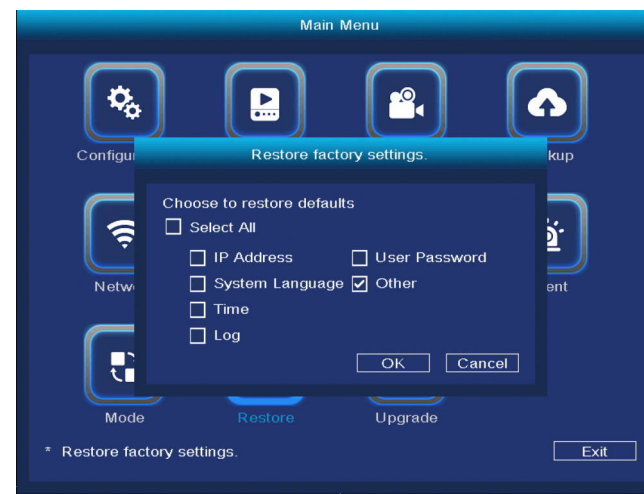 Main Menu
Configu
kup
Restore factory settings.
Choose to restore defaults
Select All
IP Address
User Password
System Language
Other
Time
Log
OK
Cancel
Netw
ent
Mode
Restore
Upgrade
* Restore factory settings.
Exit